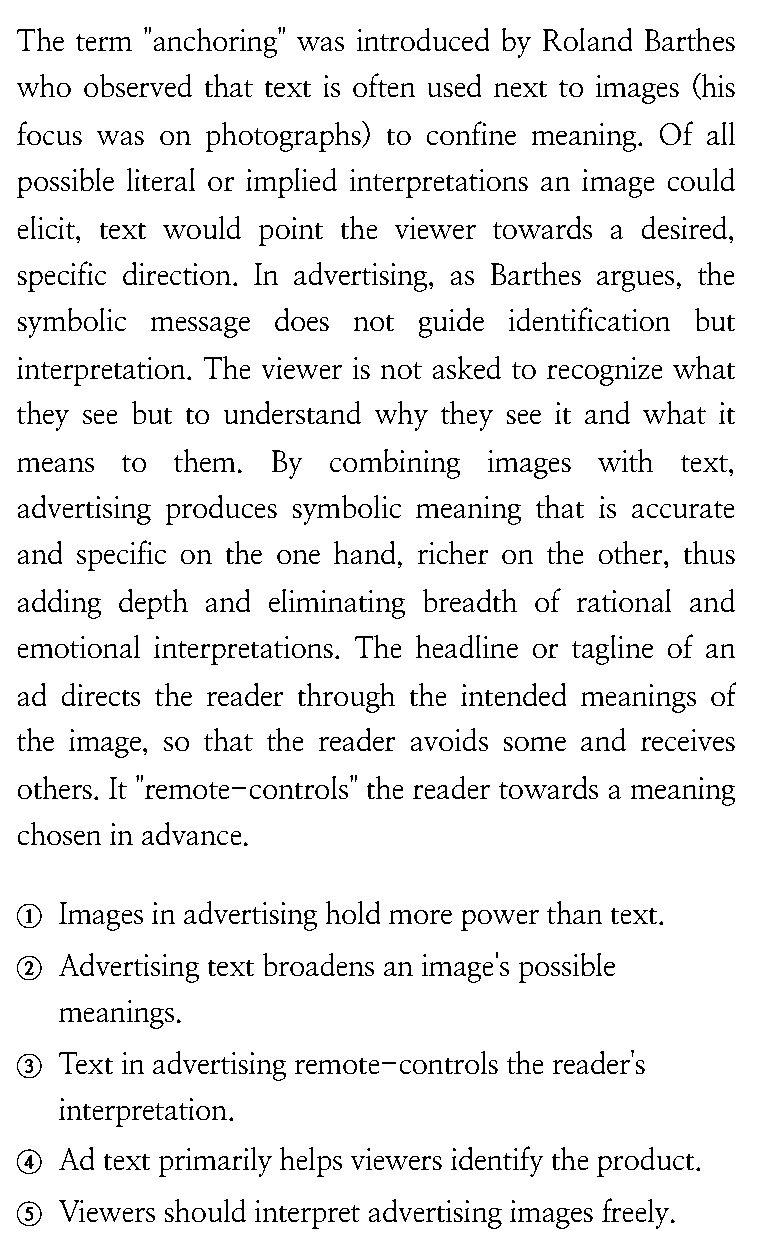 The term "anchoring" was introduced by Roland Barthes
who observed that text is often used next to images (his
focus was on photographs) to confine meaning. Of all
possible literal or implied interpretations an image could
elicit, text would point the viewer towards a desired,
specific direction. In advertising, as Barthes argues, the
symbolic message does not guide identification but
interpretation. The viewer is not asked to recognize what
they see but to understand why they see it and what it
means to them. By combining images with text,
advertising produces symbolic meaning that is accurate
and specific on the one hand, richer on the other, thus
adding depth and eliminating breadth of rational and
emotional interpretations. The headline or tagline of an
ad directs the reader through the intended meanings of
the image, so that the reader avoids some and receives
others. It "remote-controls" the reader towards a meaning
chosen in advance.
① Images in advertising hold more power than text.
② Advertising text broadens an image's possible
meanings.
③ Text in advertising remote-controls the reader's
interpretation.
④ Ad text primarily helps viewers identify the product.
⑤ Viewers should interpret advertising images freely.